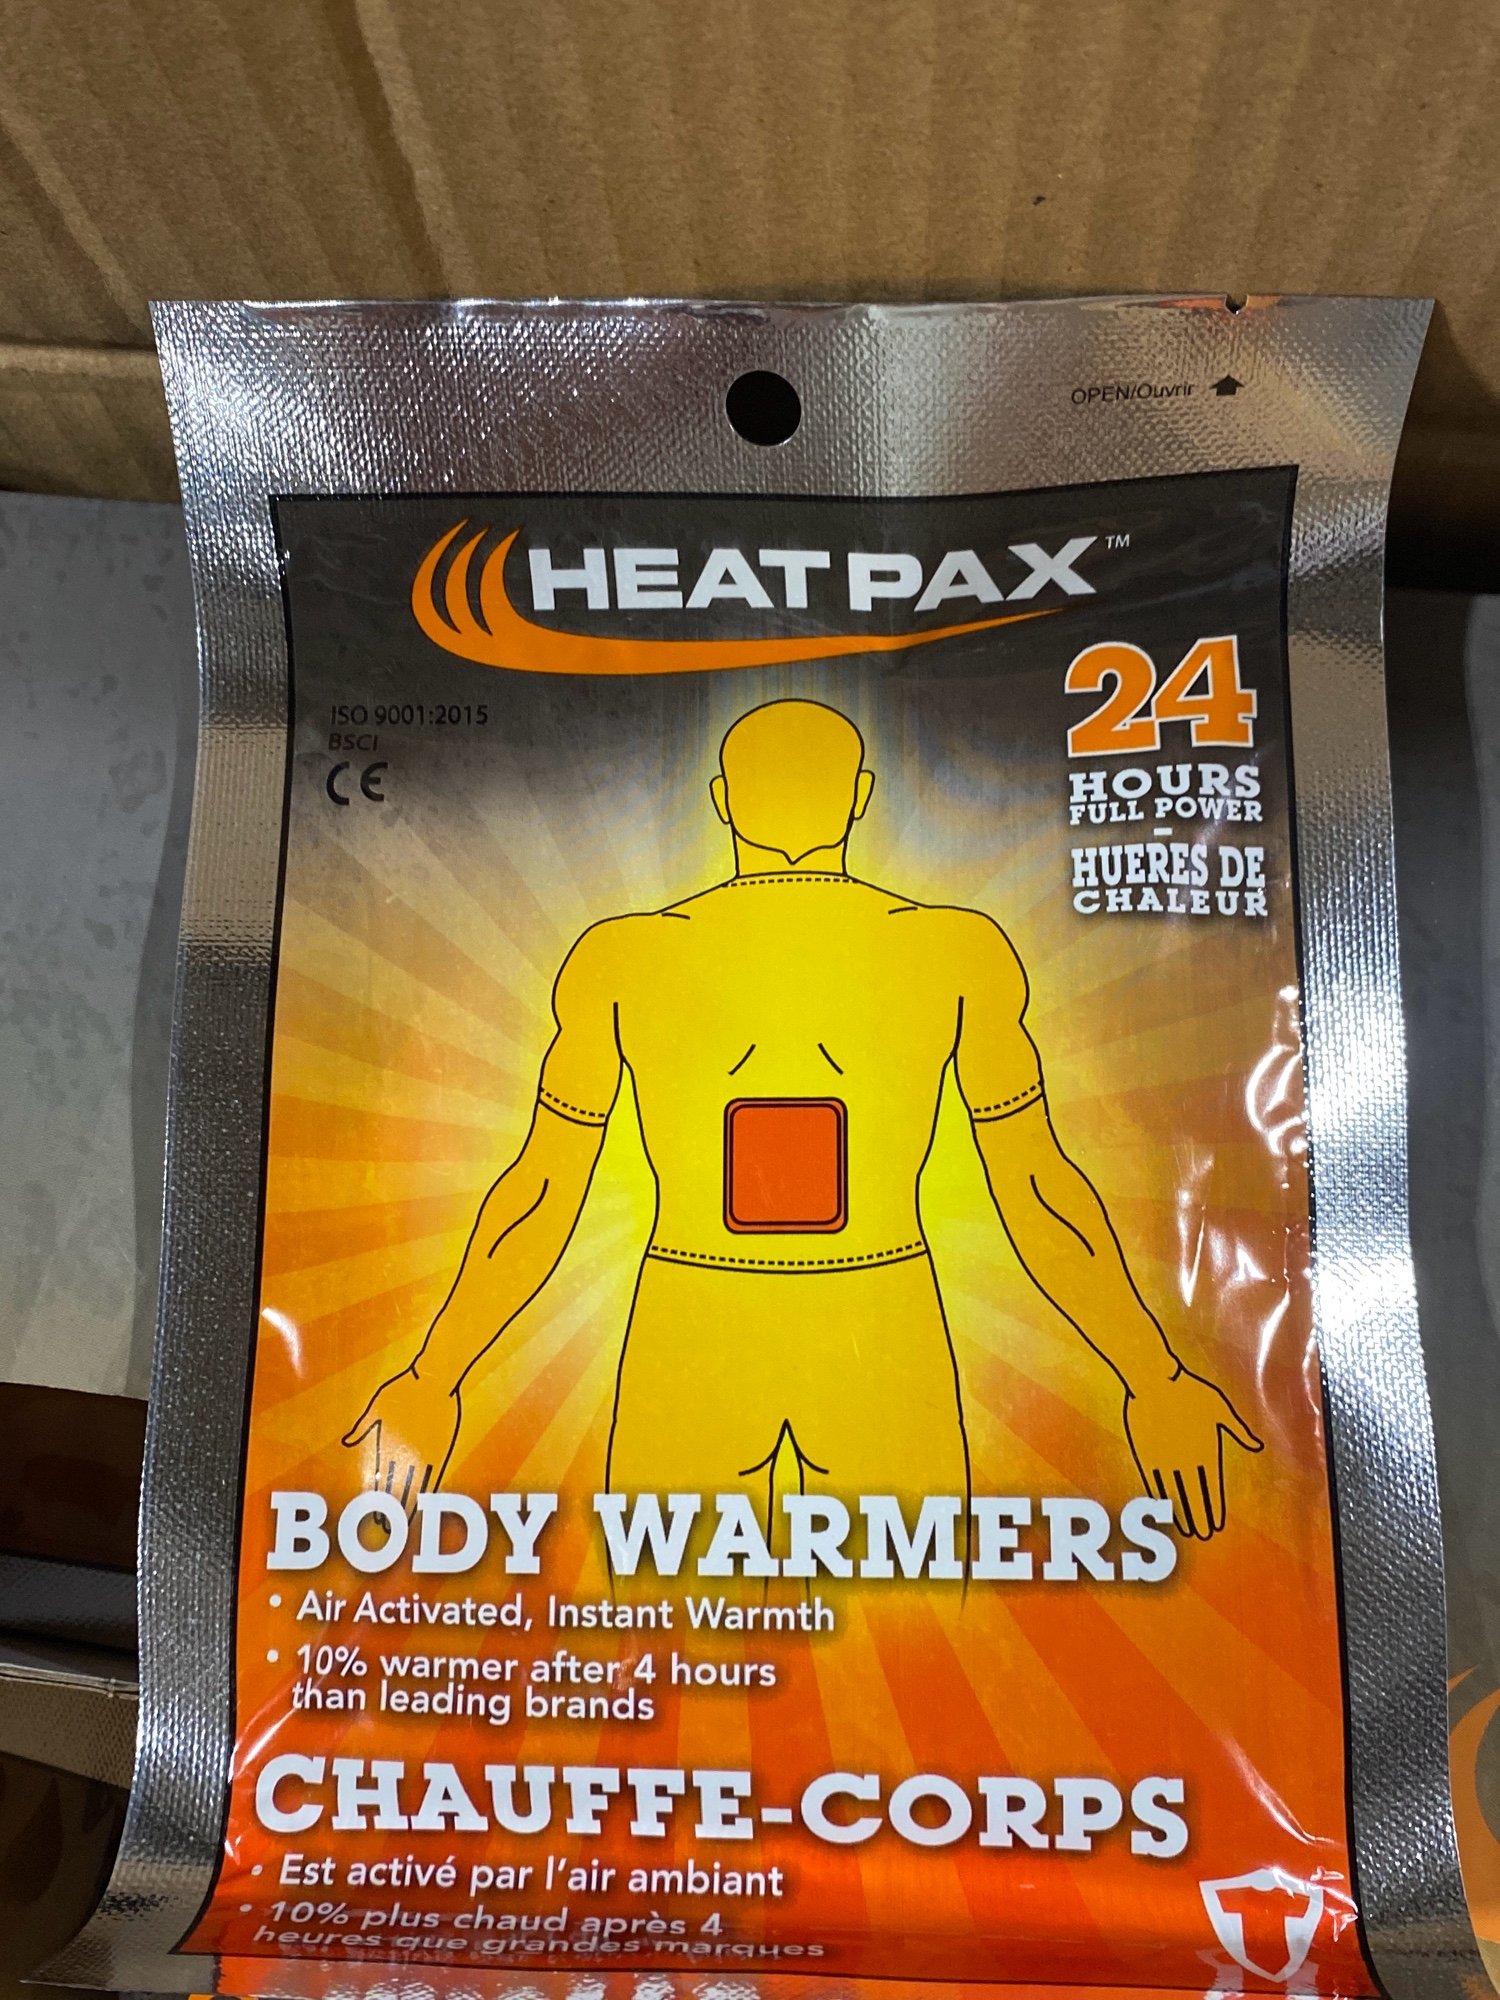 OPEN/Ouvrir
HEAT PAX™
24
HOURS
FULL POWER
-
HUERES DE
CHALEUR
ISO 9001:2015
BSCI
CE
BODY WARMERS
• Air Activated, Instant Warmth
• 10% warmer after 4 hours
than leading brands
CHAUFFE-CORPS
• Est activé par l'air ambiant
• 10% plus chaud après 4
heures que grandes marques
T